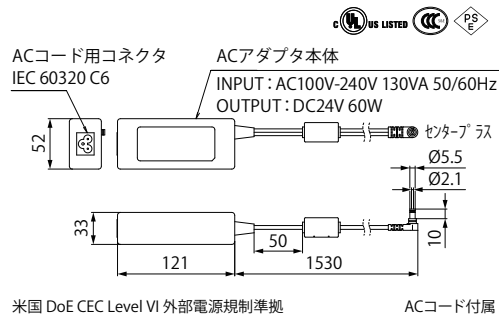 c UL US LISTED CCC PS E
ACコード用コネクタ
IEC 60320 C6
ACアダプタ本体
INPUT：AC100V-240V 130VA 50/60Hz
OUTPUT：DC24V 60W
52
センタープラス
Ø5.5
Ø2.1
33
50
10
121
1530
米国 DoE CEC Level VI 外部電源規制準拠
ACコード付属